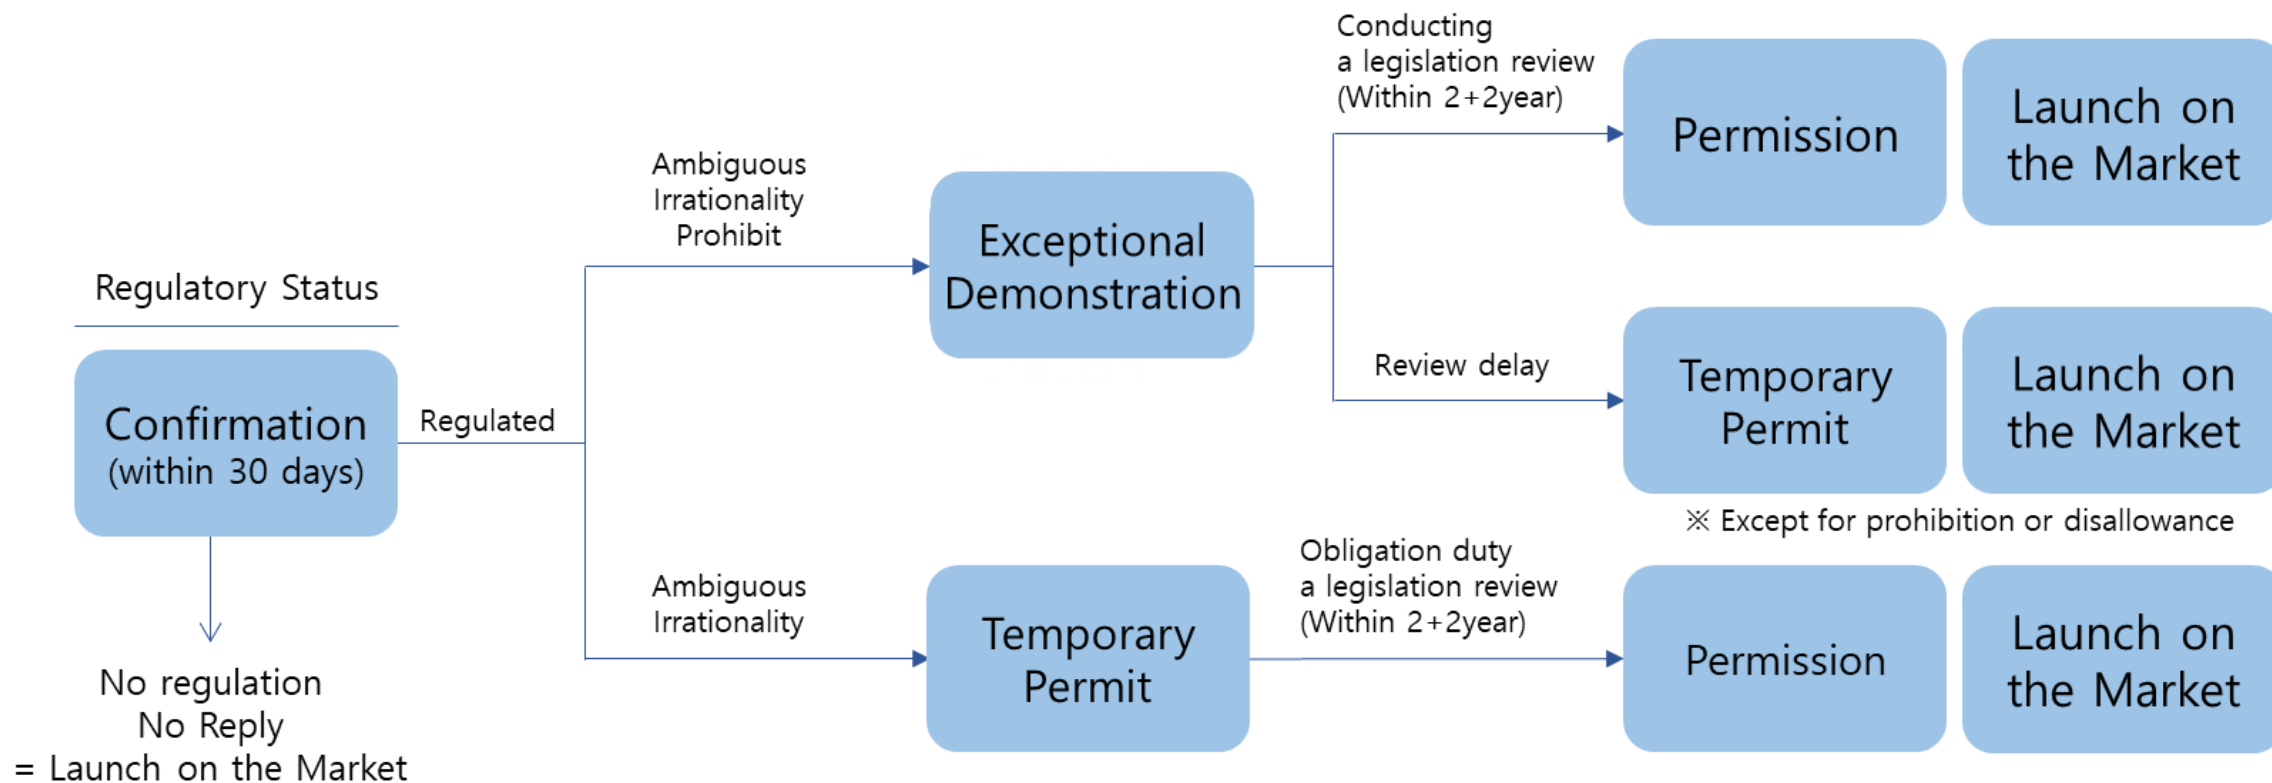 Regulatory Status
Confirmation
(within 30 days)
No regulation
No Reply
= Launch on the Market
Regulated
Ambiguous
Irrationality
Prohibit
Exceptional
Demonstration
Conducting
a legislation review
(Within 2+2year)
Permission
Launch on
the Market
Review delay
Temporary
Permit
Launch on
the Market
※ Except for prohibition or disallowance
Ambiguous
Irrationality
Temporary
Permit
Obligation duty
a legislation review
(Within 2+2year)
Permission
Launch on
the Market